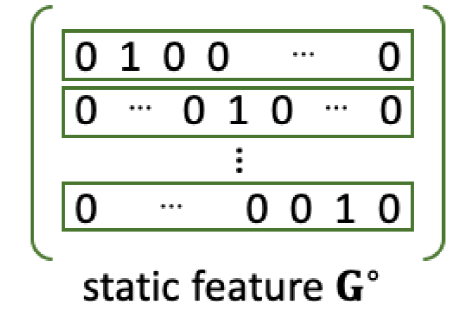 0 1 0 0 ... 0
0 ... 0 1 0 ... 0
⋮
0 ... 0 0 1 0
static feature G°